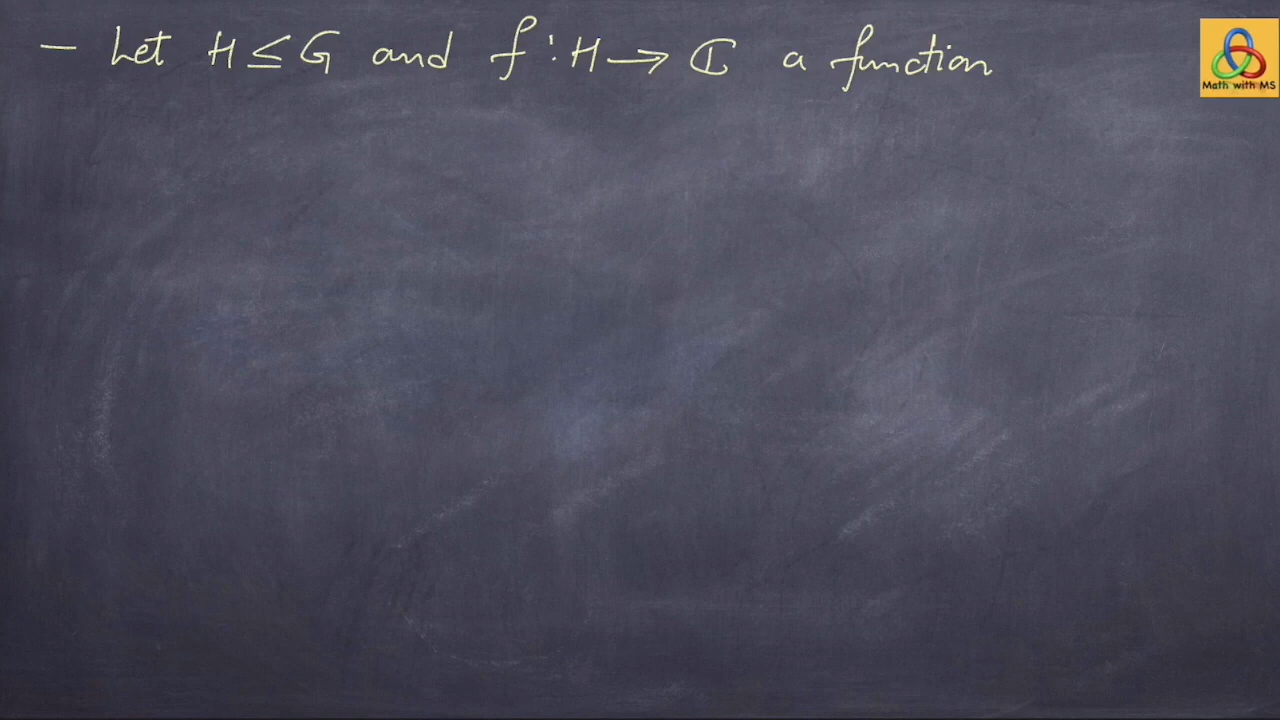 — Let H ≤ G and f : H → ℂ a function
Math with MS